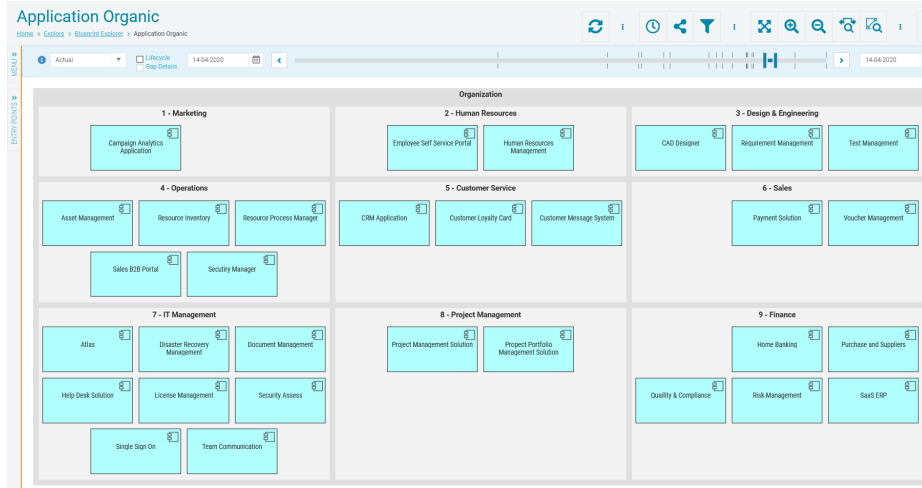 Application Organic
Home > Explore > Blueprint Explorer > Application Organic
MENU
ENTRY POINTS
Actual
Lifecycle
Gap Details
14-04-2020
14-04-2020
Organization
1 - Marketing
Campaign Analytics
Application
2 - Human Resources
Employee Self Service Portal
Human Resources
Management
3 - Design & Engineering
CAD Designer
Requirement Management
Test Management
4 - Operations
Asset Management
Resource Inventory
Resource Process Manager
Sales B2B Portal
Secutiry Manager
5 - Customer Service
CRM Application
Customer Loyalty Card
Customer Message System
6 - Sales
Payment Solution
Voucher Management
7 - IT Management
Atlas
Disaster Recovery
Management
Document Management
Help Desk Solution
License Management
Security Assess
Single Sign On
Team Communication
8 - Project Management
Project Management Solution
Propect Portfolio
Management Solution
9 - Finance
Home Banking
Purchase and Suppliers
Quaility & Compliance
Risk Management
SaaS ERP